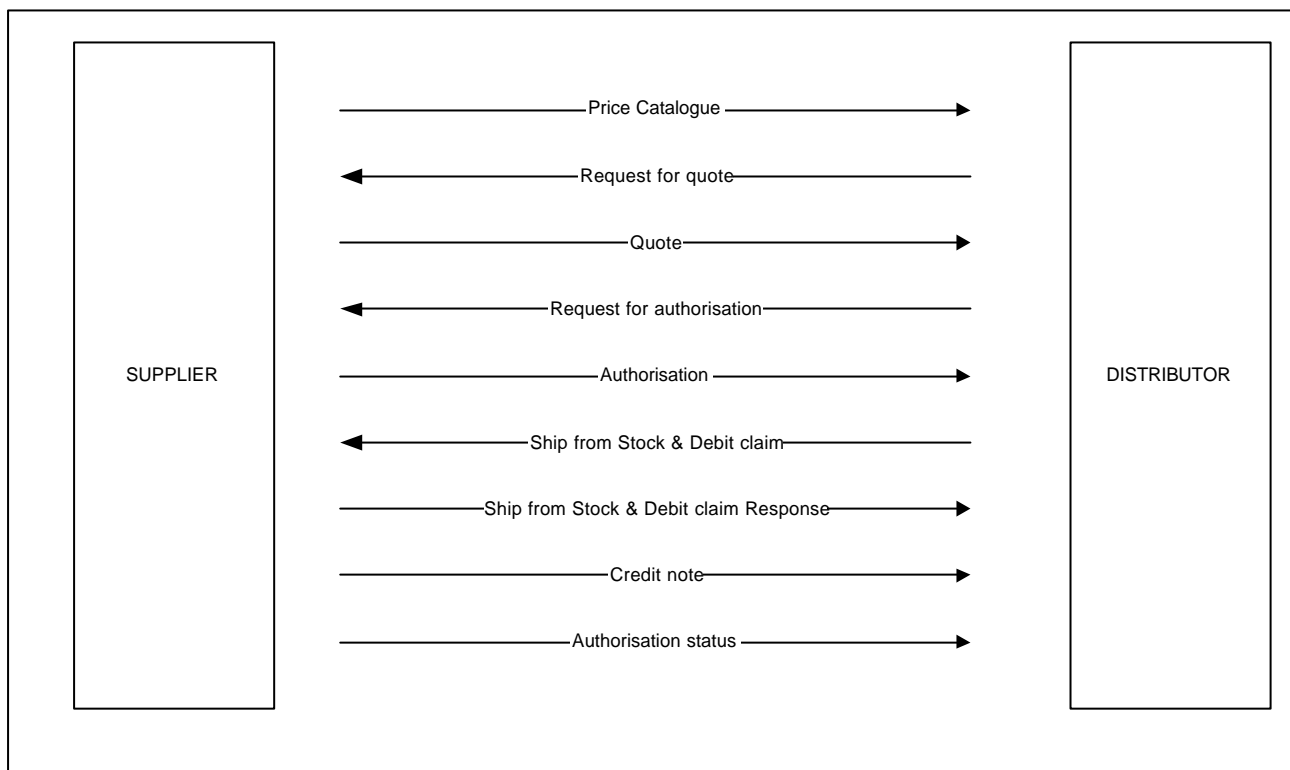 Price Catalogue
Request for quote
Quote
Request for authorisation
SUPPLIER
Authorisation
DISTRIBUTOR
Ship from Stock & Debit claim
Ship from Stock & Debit claim Response
Credit note
Authorisation status